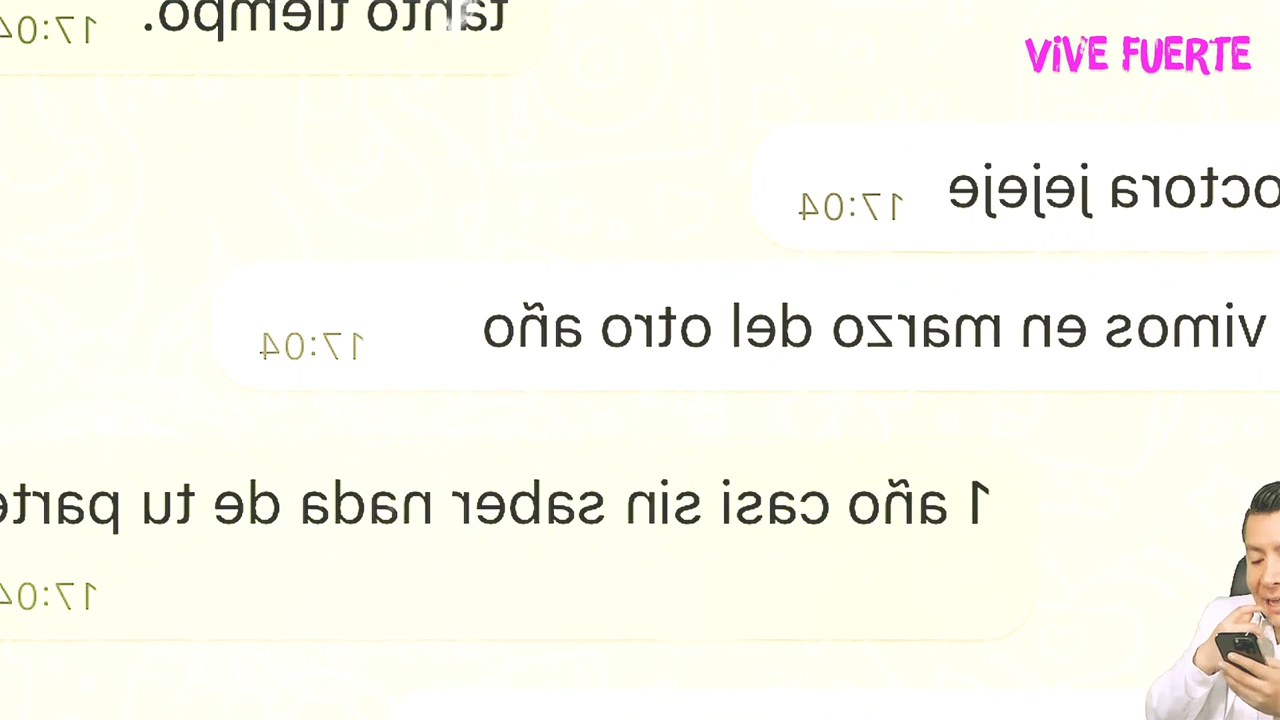 tanto tiempo.
17:04
VIVE FUERTE
octora jejeje
17:04
vimos en marzo del otro año
17:04
1 año casi sin saber nada de tu parte
17:04